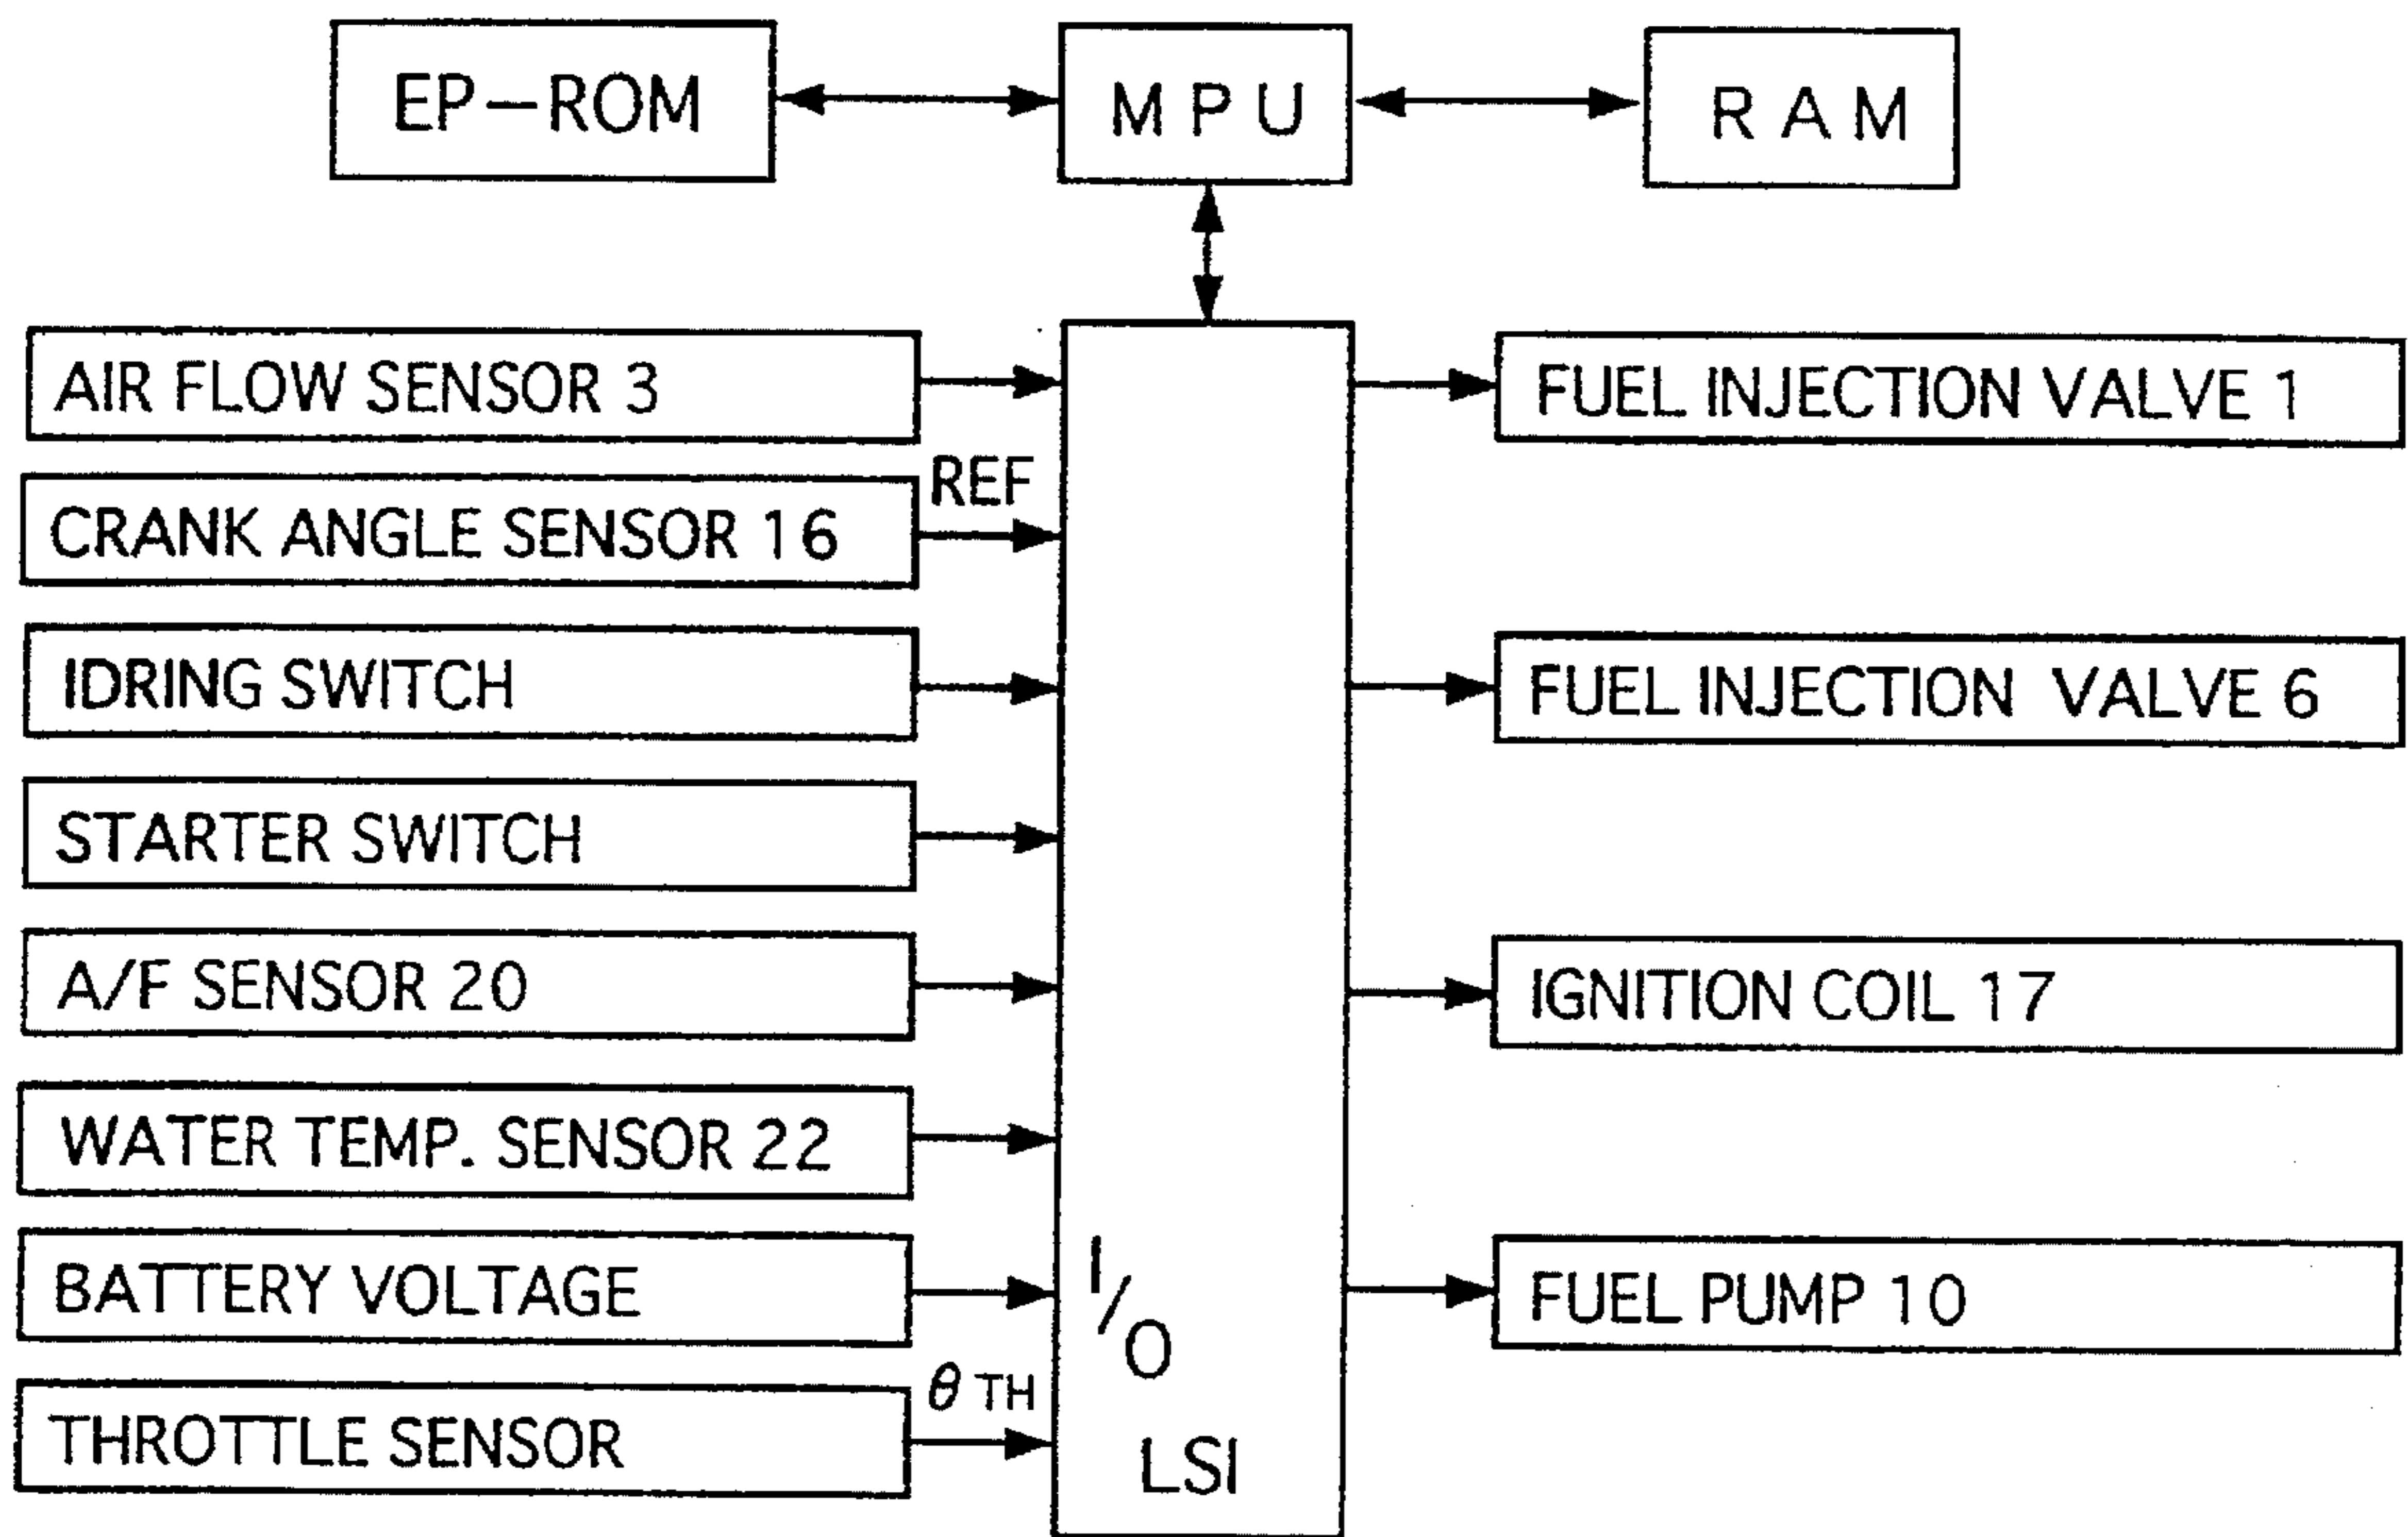 EP-ROM
MPU
RAM
AIR FLOW SENSOR 3
REF
CRANK ANGLE SENSOR 16
IDRING SWITCH
STARTER SWITCH
A/F SENSOR 20
WATER TEMP. SENSOR 22
BATTERY VOLTAGE
θ TH
THROTTLE SENSOR
I/O
LSI
FUEL INJECTION VALVE 1
FUEL INJECTION VALVE 6
IGNITION COIL 17
FUEL PUMP 10